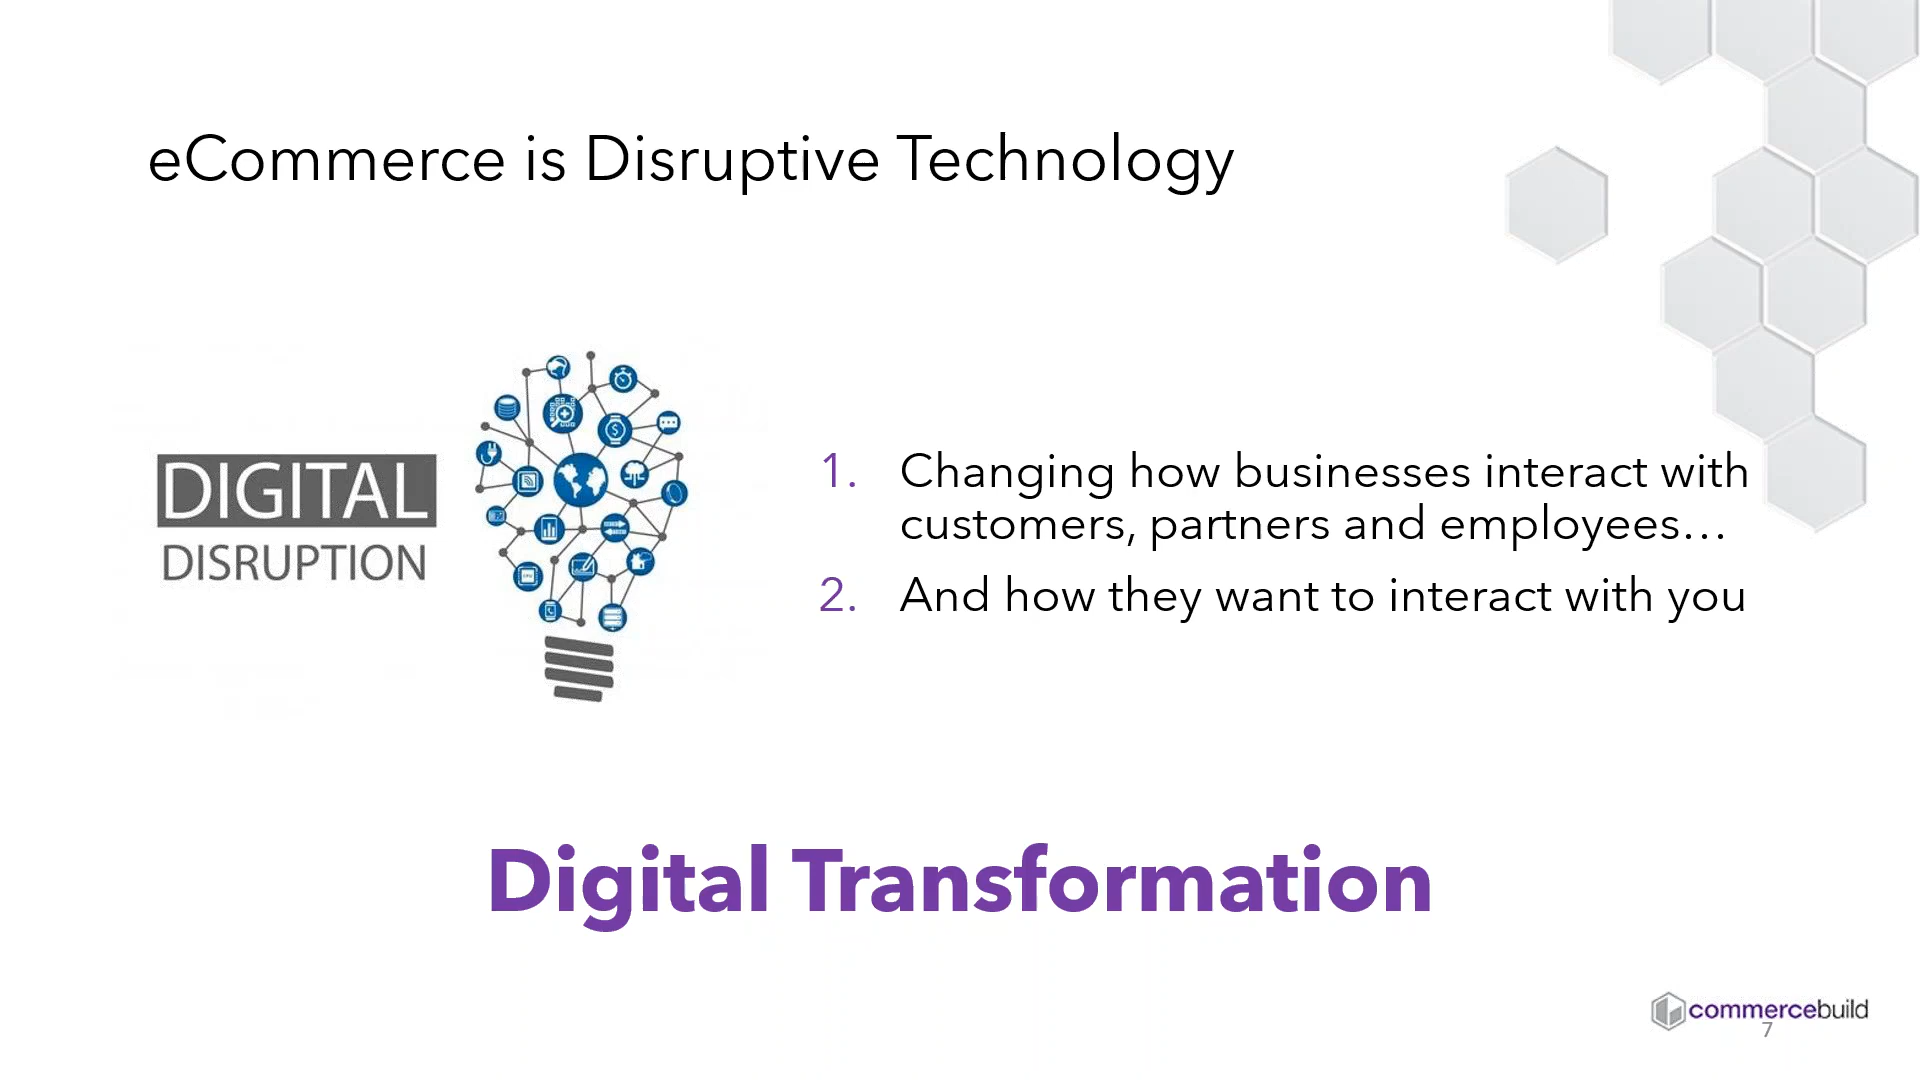 eCommerce is Disruptive Technology
DIGITAL
DISRUPTION
1. Changing how businesses interact with
customers, partners and employees…
2. And how they want to interact with you
Digital Transformation
commercebuild
7